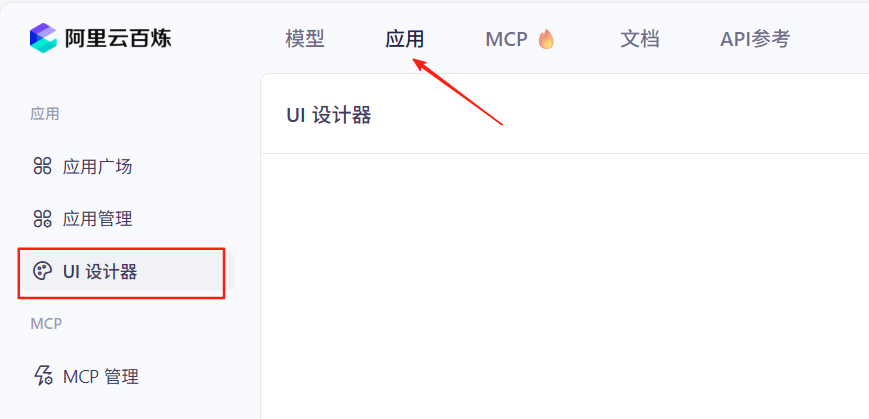 阿里云百炼 模型 应用 MCP 文档 API参考
应用
UI 设计器
应用广场
应用管理
UI 设计器
MCP
MCP 管理